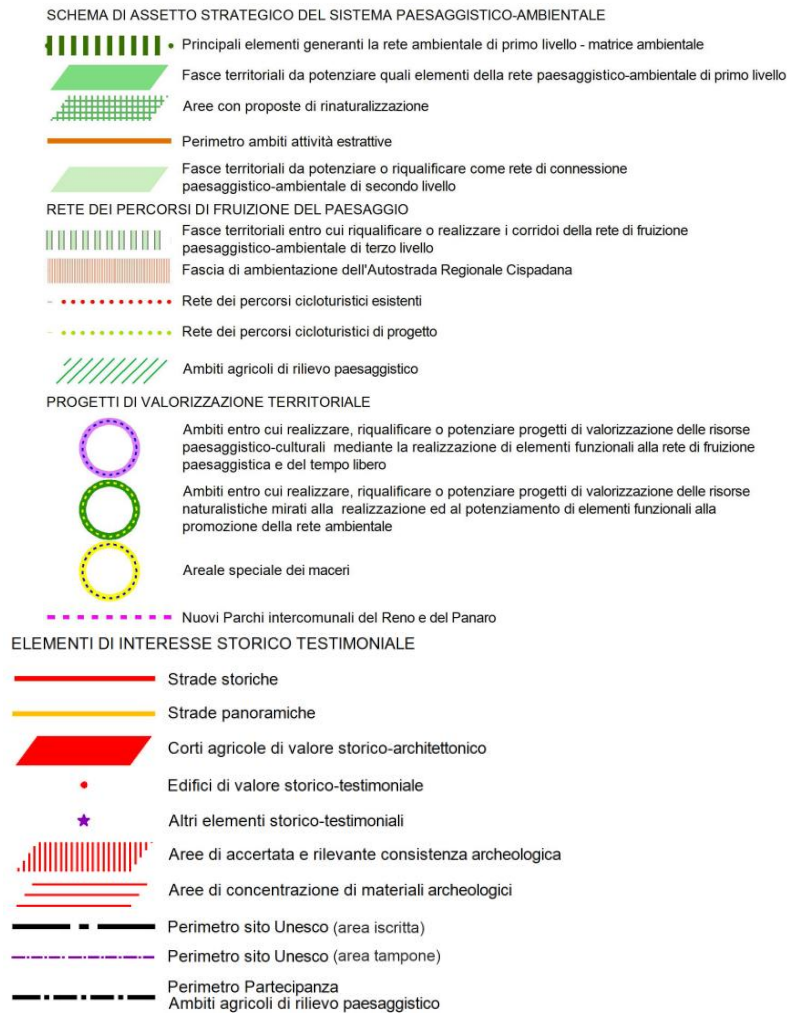 SCHEMA DI ASSETTO STRATEGICO DEL SISTEMA PAESAGGISTICO-AMBIENTALE
Principali elementi generanti la rete ambientale di primo livello - matrice ambientale
Fasce territoriali da potenziare quali elementi della rete paesaggistico-ambientale di primo livello
Aree con proposte di rinaturalizzazione
Perimetro ambiti attività estrattive
Fasce territoriali da potenziare o riqualificare come rete di connessione
paesaggistico-ambientale di secondo livello
RETE DEI PERCORSI DI FRUIZIONE DEL PAESAGGIO
Fasce territoriali entro cui riqualificare o realizzare i corridoi della rete di fruizione
paesaggistico-ambientale di terzo livello
Fascia di ambientazione dell'Autostrada Regionale Cispadana
Rete dei percorsi cicloturistici esistenti
Rete dei percorsi cicloturistici di progetto
Ambiti agricoli di rilievo paesaggistico
PROGETTI DI VALORIZZAZIONE TERRITORIALE
Ambiti entro cui realizzare, riqualificare o potenziare progetti di valorizzazione delle risorse
paesaggistico-culturali mediante la realizzazione di elementi funzionali alla rete di fruizione
paesaggistica e del tempo libero
Ambiti entro cui realizzare, riqualificare o potenziare progetti di valorizzazione delle risorse
naturalistiche mirati alla realizzazione ed al potenziamento di elementi funzionali alla
promozione della rete ambientale
Areale speciale dei maceri
Nuovi Parchi intercomunali del Reno e del Panaro
ELEMENTI DI INTERESSE STORICO TESTIMONIALE
Strade storiche
Strade panoramiche
Corti agricole di valore storico-architettonico
Edifici di valore storico-testimoniale
Altri elementi storico-testimoniali
Aree di accertata e rilevante consistenza archeologica
Aree di concentrazione di materiali archeologici
Perimetro sito Unesco (area iscritta)
Perimetro sito Unesco (area tampone)
Perimetro Partecipanza
Ambiti agricoli di rilievo paesaggistico